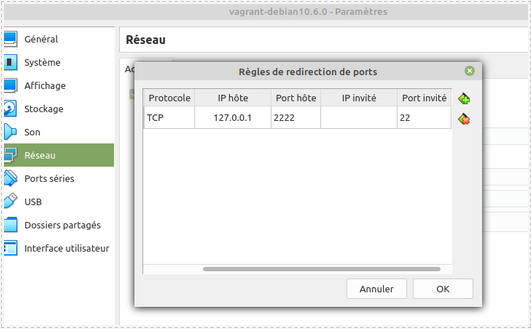 vagrant-debian10.6.0 - Paramètres
Général
Système
Affichage
Stockage
Son
Réseau
Ports séries
USB
Dossiers partagés
Interface utilisateur
Réseau
Règles de redirection de ports
Protocole IP hôte Port hôte IP invité Port invité
TCP 127.0.0.1 2222 22
Annuler OK